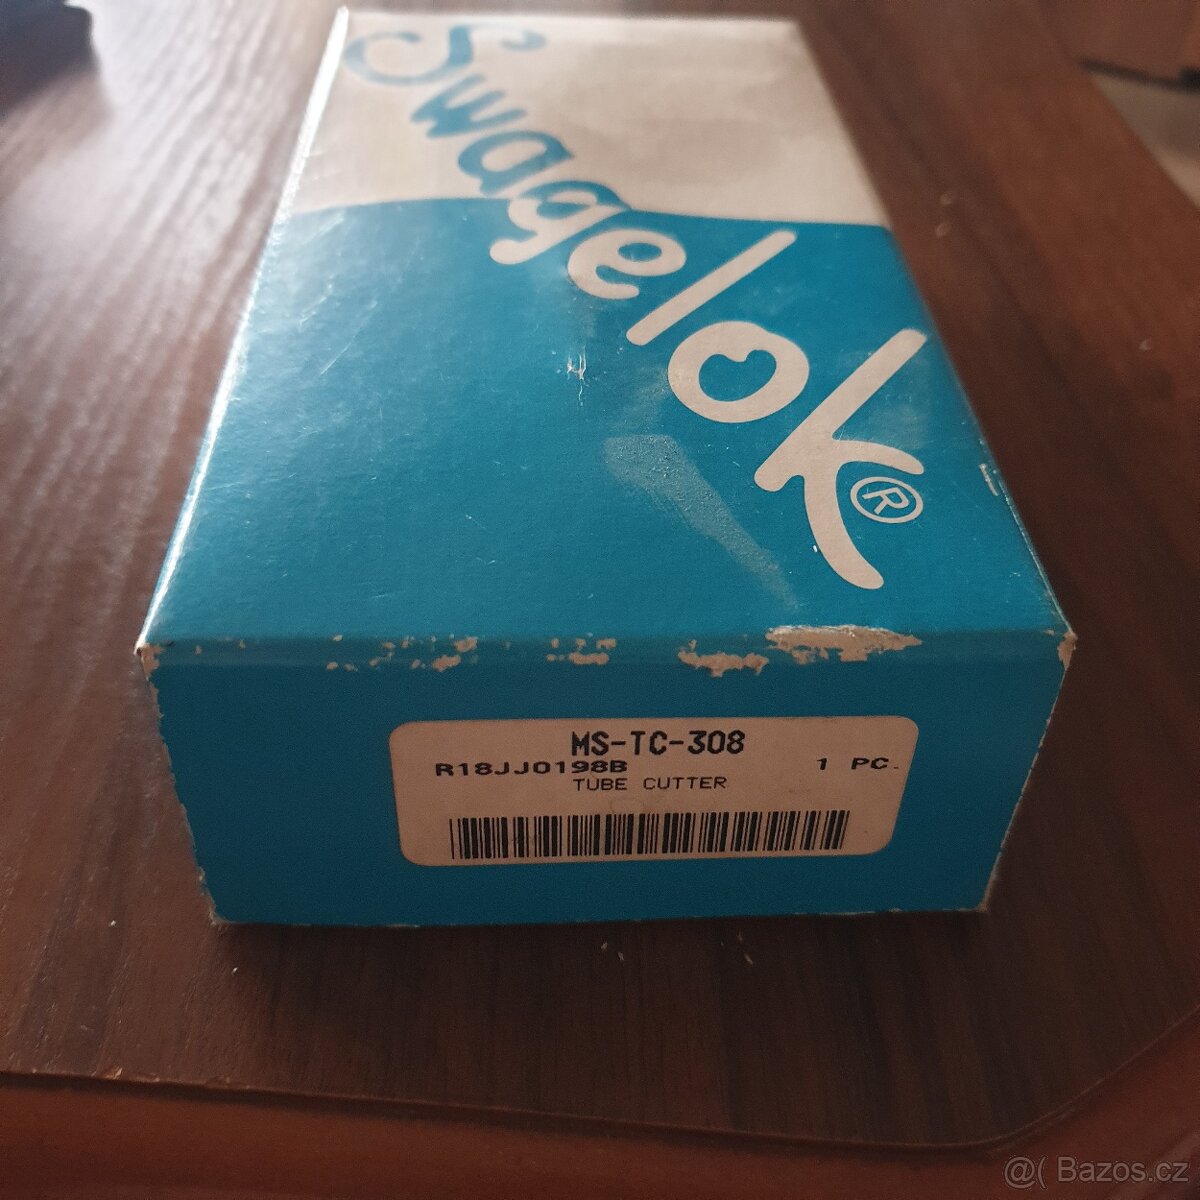 Swagelok®
MS-TC-308
R18JJ0198B 1 PC.
TUBE CUTTER
@( Bazos.cz